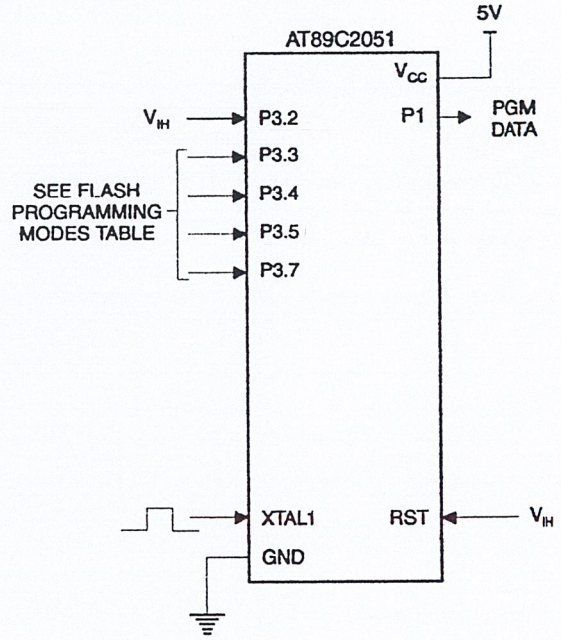 5V
AT89C2051
VCC
VIH
P3.2
P1
PGM
DATA
P3.3
SEE FLASH
PROGRAMMING
MODES TABLE
P3.4
P3.5
P3.7
XTAL1
RST
VIH
GND